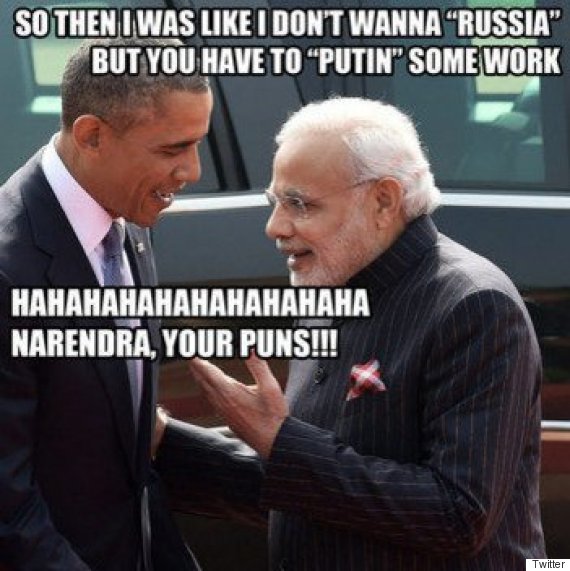 SO THEN I WAS LIKE I DON'T WANNA "RUSSIA"
BUT YOU HAVE TO "PUTIN" SOME WORK
HAHAHAHAHAHAHAHAHAHA
NARENDRA, YOUR PUNS!!!
Twitter